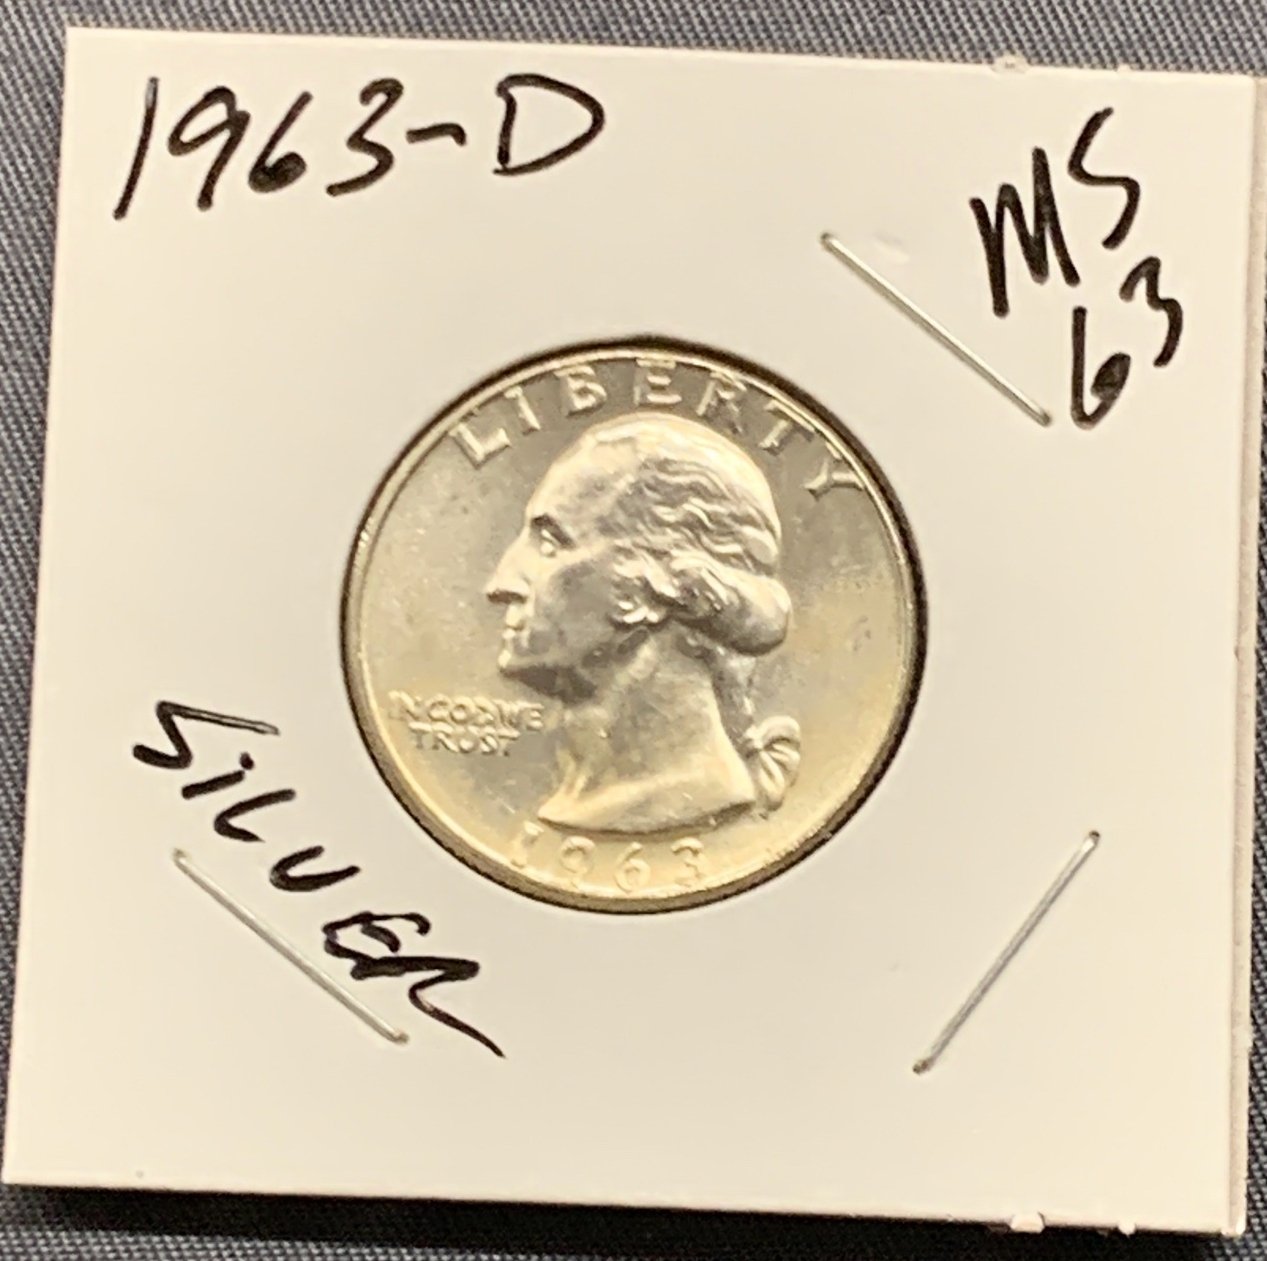 1963-D
MS
63
LIBERTY
IN GOD WE
TRUST
1963
SILVER